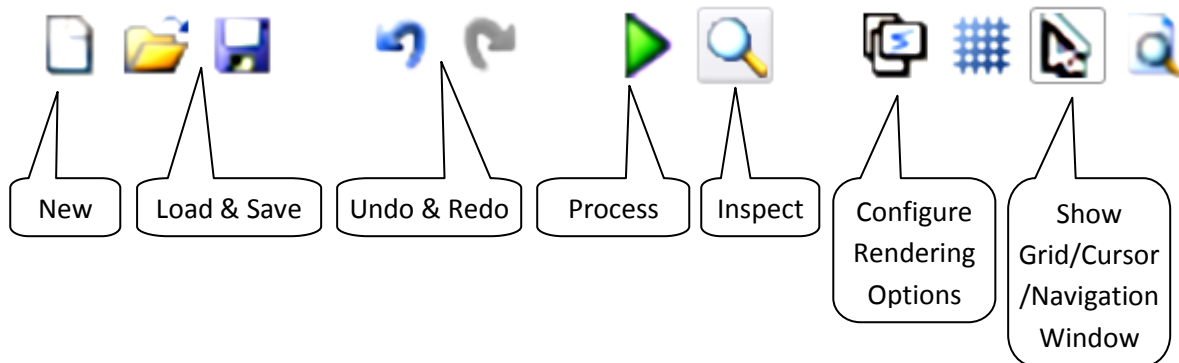 New
Load & Save
Undo & Redo
Process
Inspect
Configure
Rendering
Options
Show
Grid/Cursor
/Navigation
Window